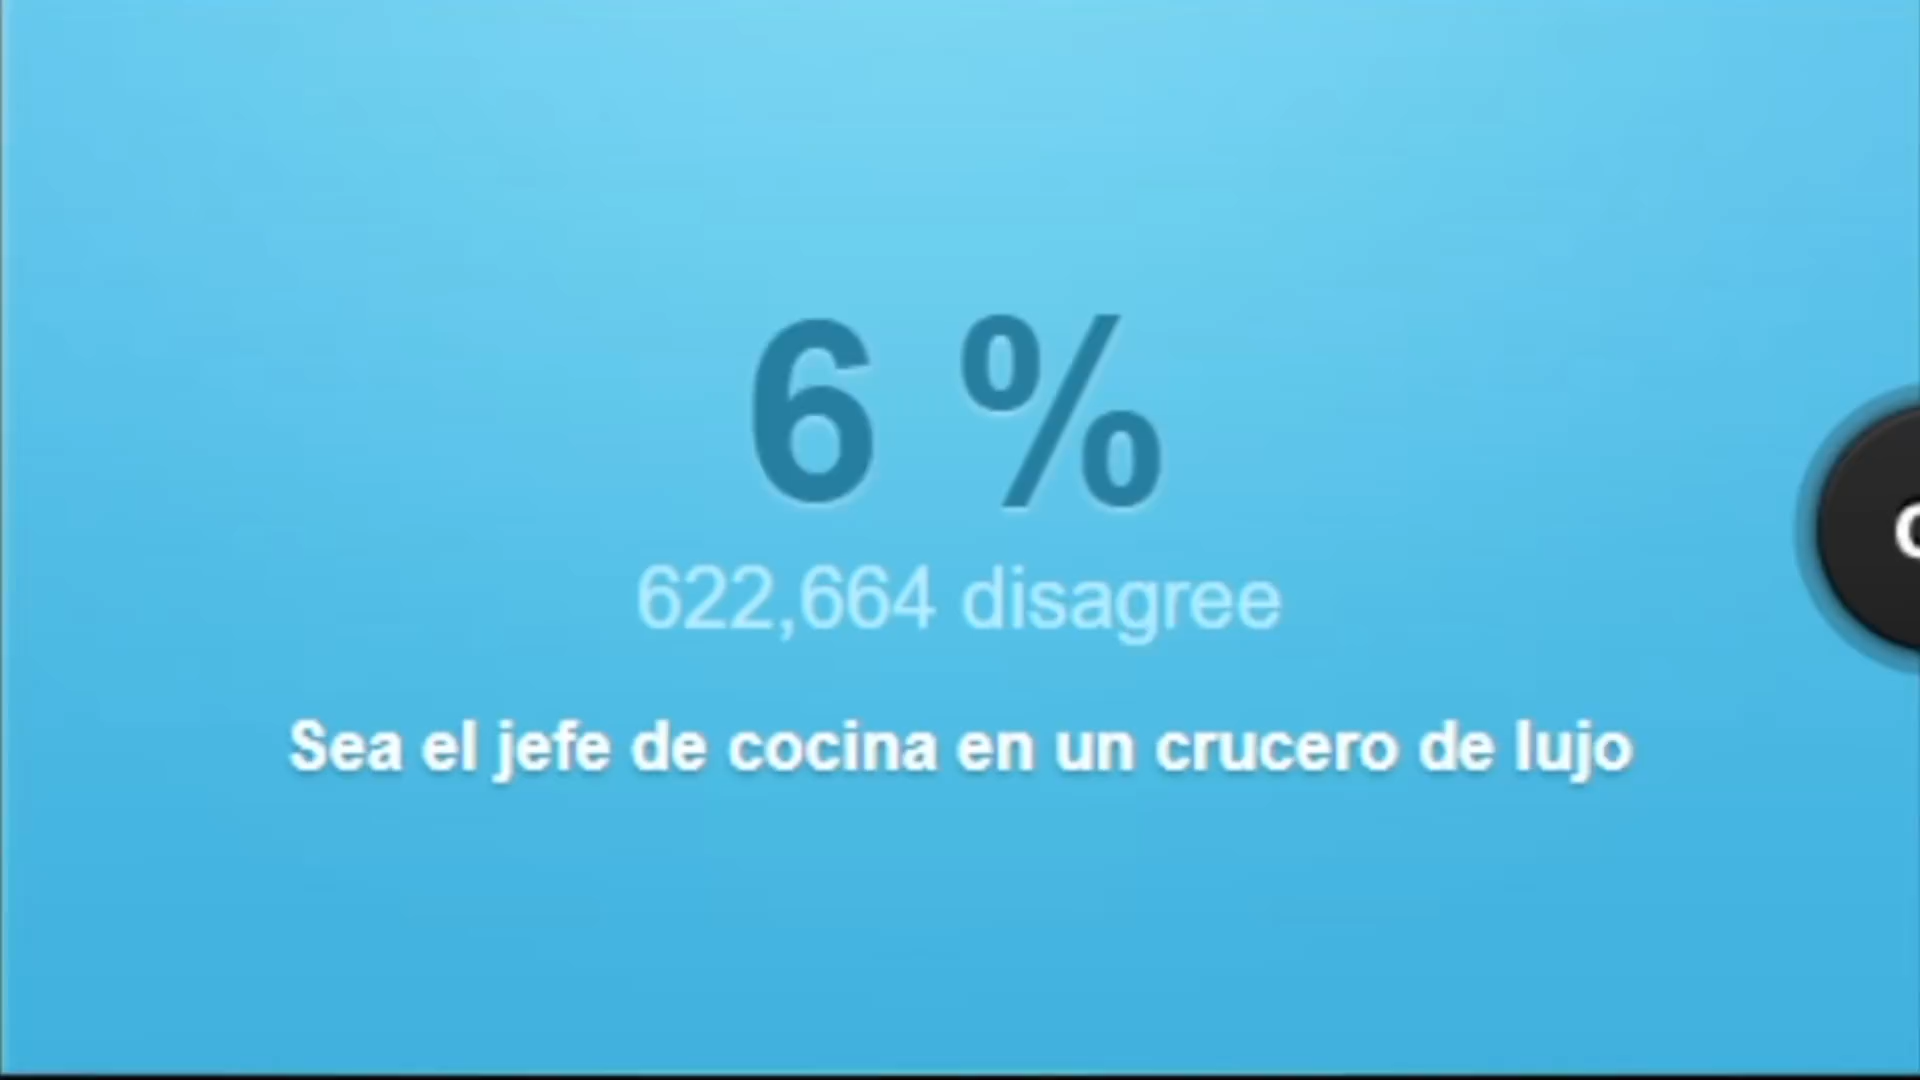 6 %
622,664 disagree
Sea el jefe de cocina en un crucero de lujo